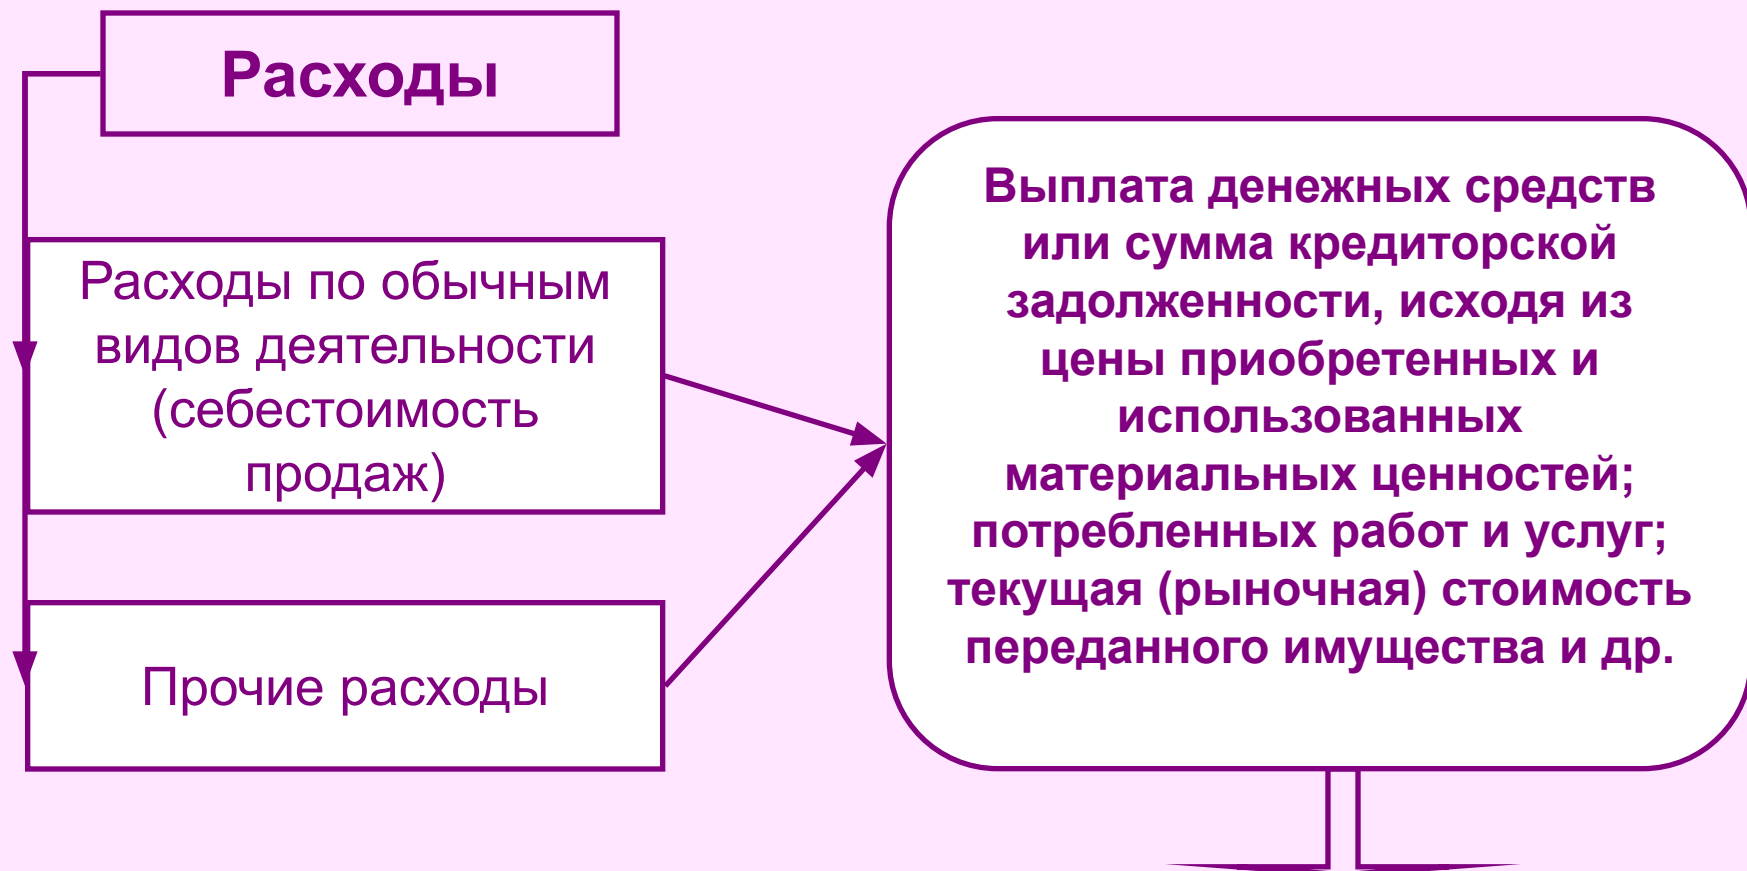 Расходы
Расходы по обычным
видов деятельности
(себестоимость
продаж)
Прочие расходы
Выплата денежных средств
или сумма кредиторской
задолженности, исходя из
цены приобретенных и
использованных
материальных ценностей;
потребленных работ и услуг;
текущая (рыночная) стоимость
переданного имущества и др.